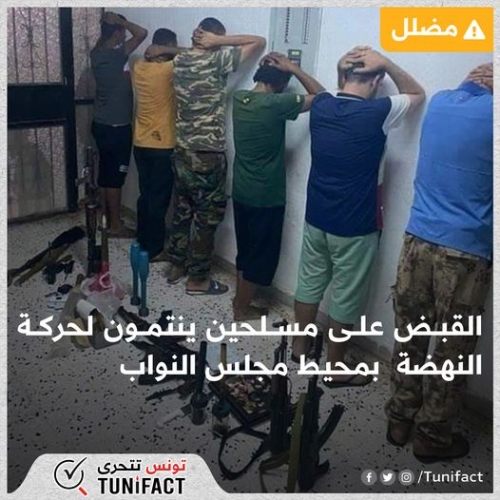 مضلل
القبض على مسلحين ينتمون لحركة
النهضة بمحيط مجلس النواب
تونس تتحرى
TUNiFACT
/Tunifact